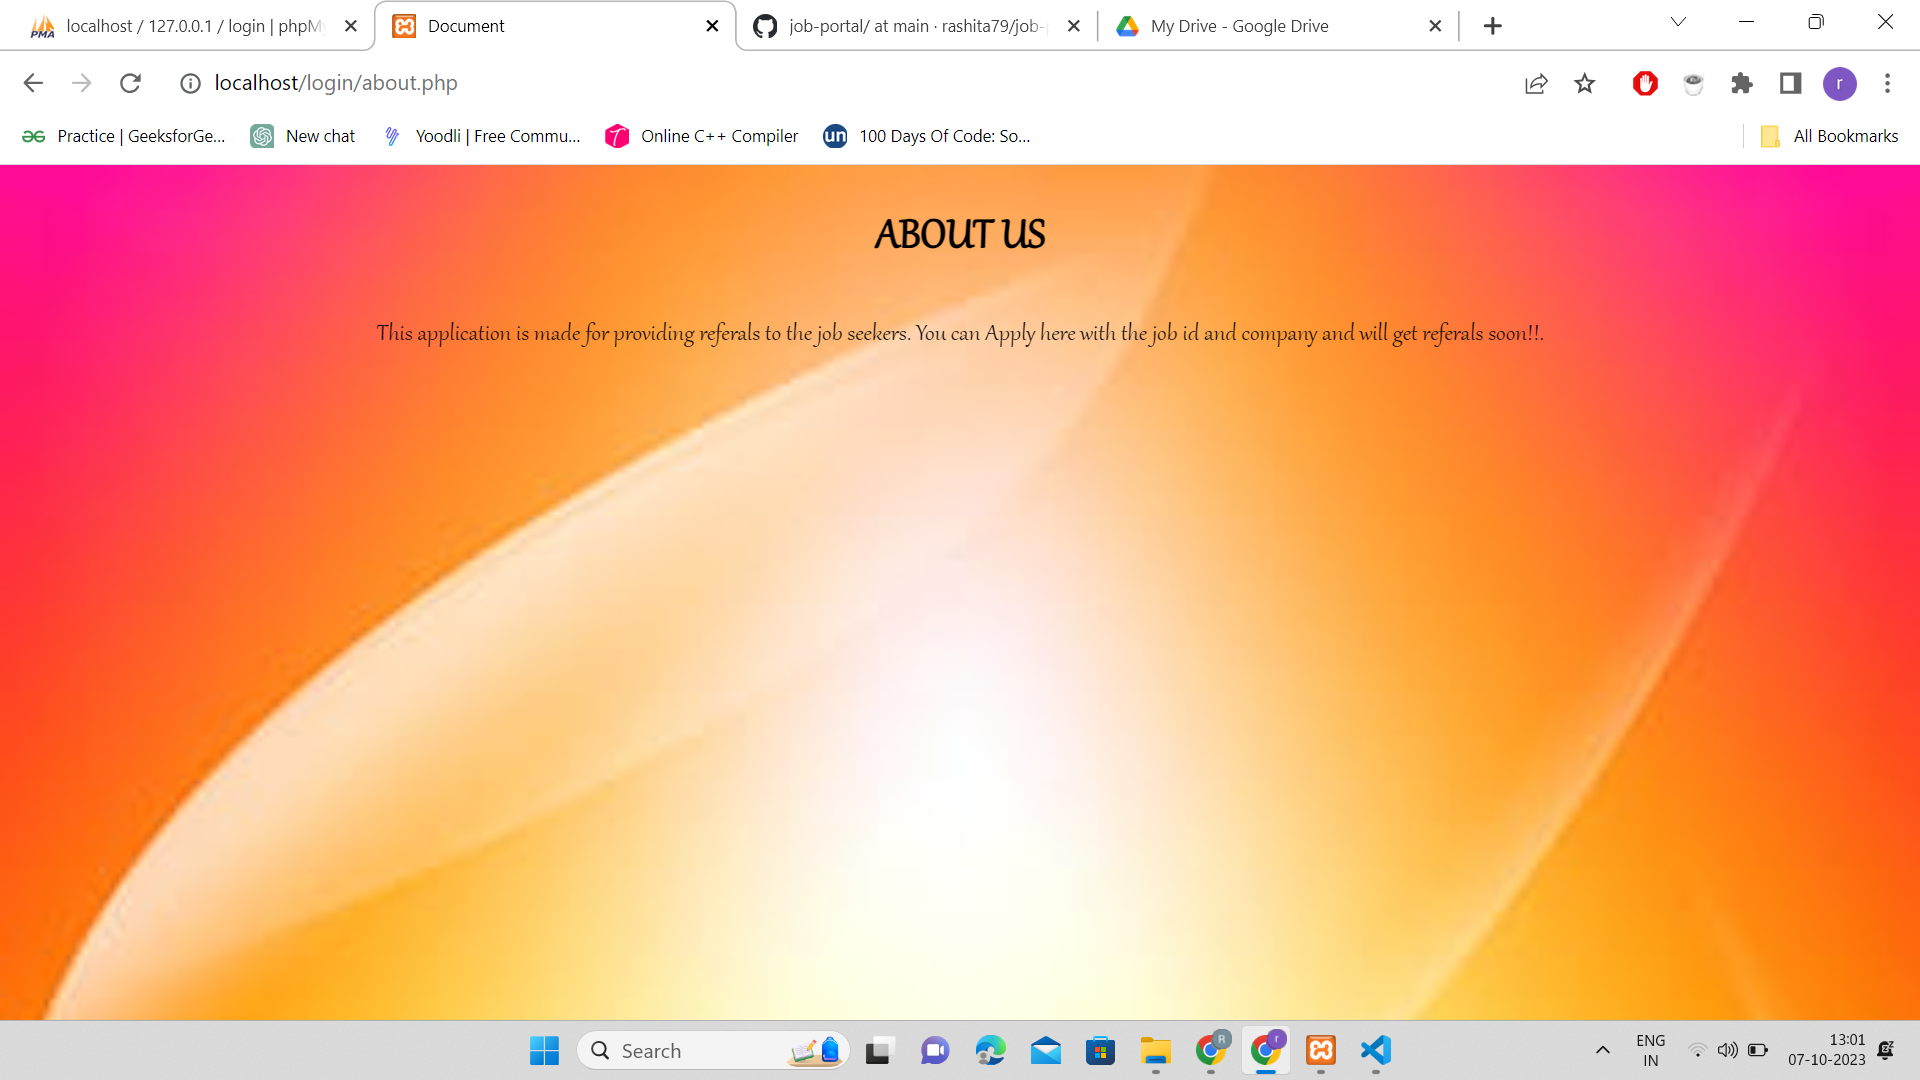 localhost / 127.0.0.1 / login | phpMy
Document
job-portal/ at main · rashita79/job-p
My Drive - Google Drive
localhost/login/about.php
r
Practice | GeeksforGe...
New chat
Yoodli | Free Commu...
Online C++ Compiler
un
100 Days Of Code: So...
All Bookmarks
ABOUT US
This application is made for providing referals to the job seekers. You can Apply here with the job id and company and will get referals soon!!.
Search
ENG
IN
13:01
07-10-2023